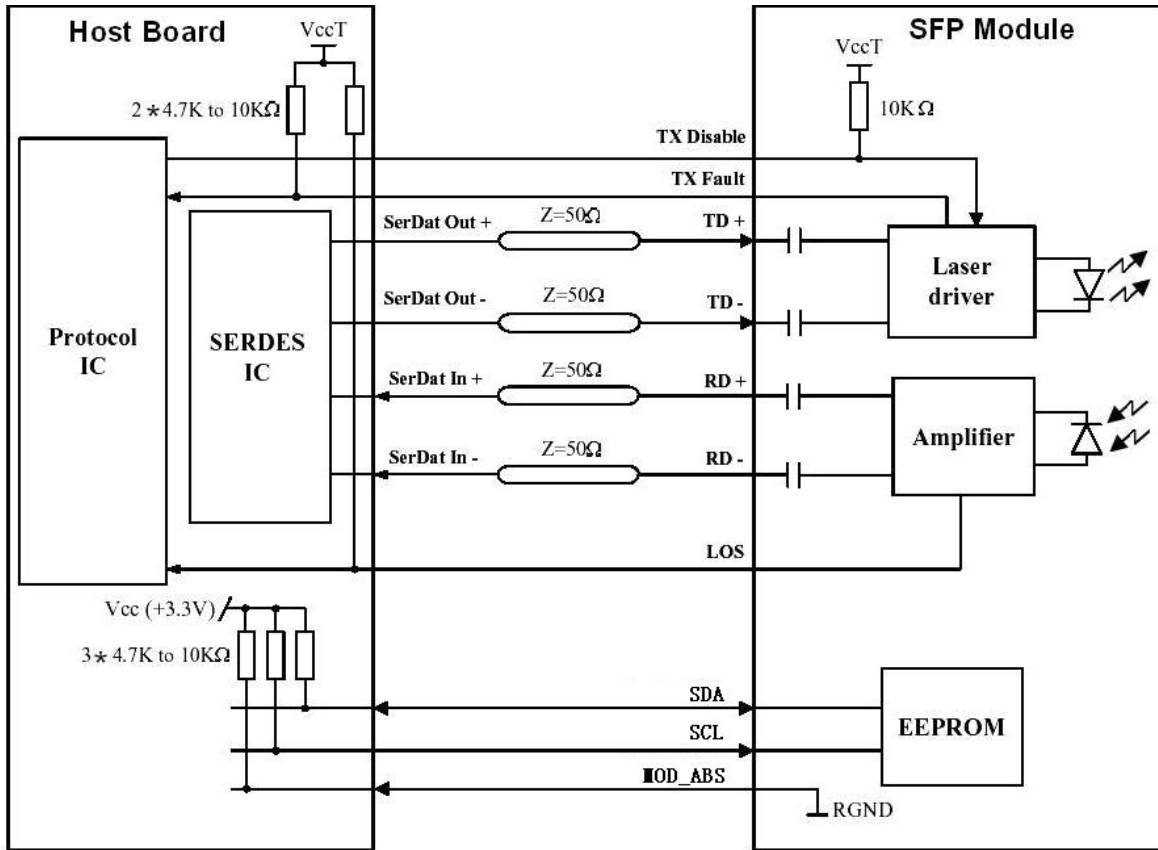 Host Board
SFP Module
VccT
VccT
2*4.7K to 10KΩ
10KΩ
TX Disable
TX Fault
SerDat Out +
Z=50Ω
TD +
Laser
driver
SerDat Out -
Z=50Ω
TD -
Protocol
IC
SERDES
IC
SerDat In +
Z=50Ω
RD +
Amplifier
SerDat In -
Z=50Ω
RD -
LOS
Vcc (+3.3V)
3*4.7K to 10KΩ
SDA
SCL
EEPROM
MOD_ABS
RGND